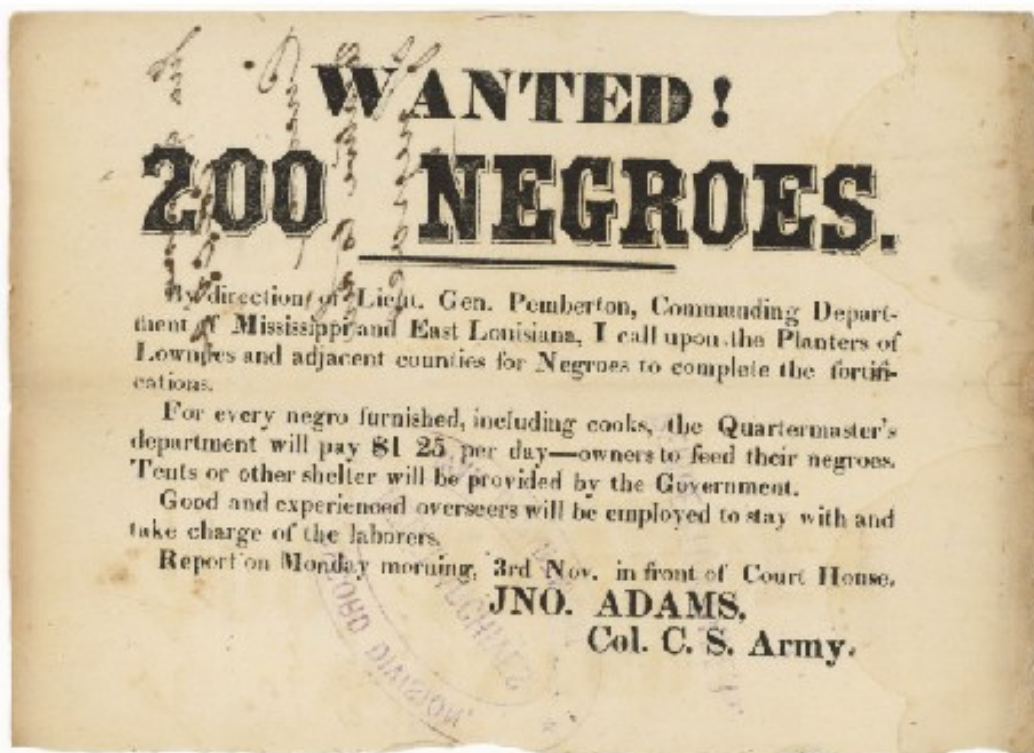 WANTED!
200 NEGROES.
By direction of Lieut. Gen. Pemberton, Commanding Depart-
ment of Mississippi and East Louisiana, I call upon the Planters of
Lowndes and adjacent counties for Negroes to complete the fortifi-
cations.
For every negro furnished, including cooks, the Quartermaster's
department will pay $1 25 per day—owners to feed their negroes.
Tents or other shelter will be provided by the Government.
Good and experienced overseers will be employed to stay with and
take charge of the laborers.
Report on Monday morning, 3rd Nov. in front of Court House.
JNO. ADAMS,
Col. C. S. Army.
RECORD DIVISION